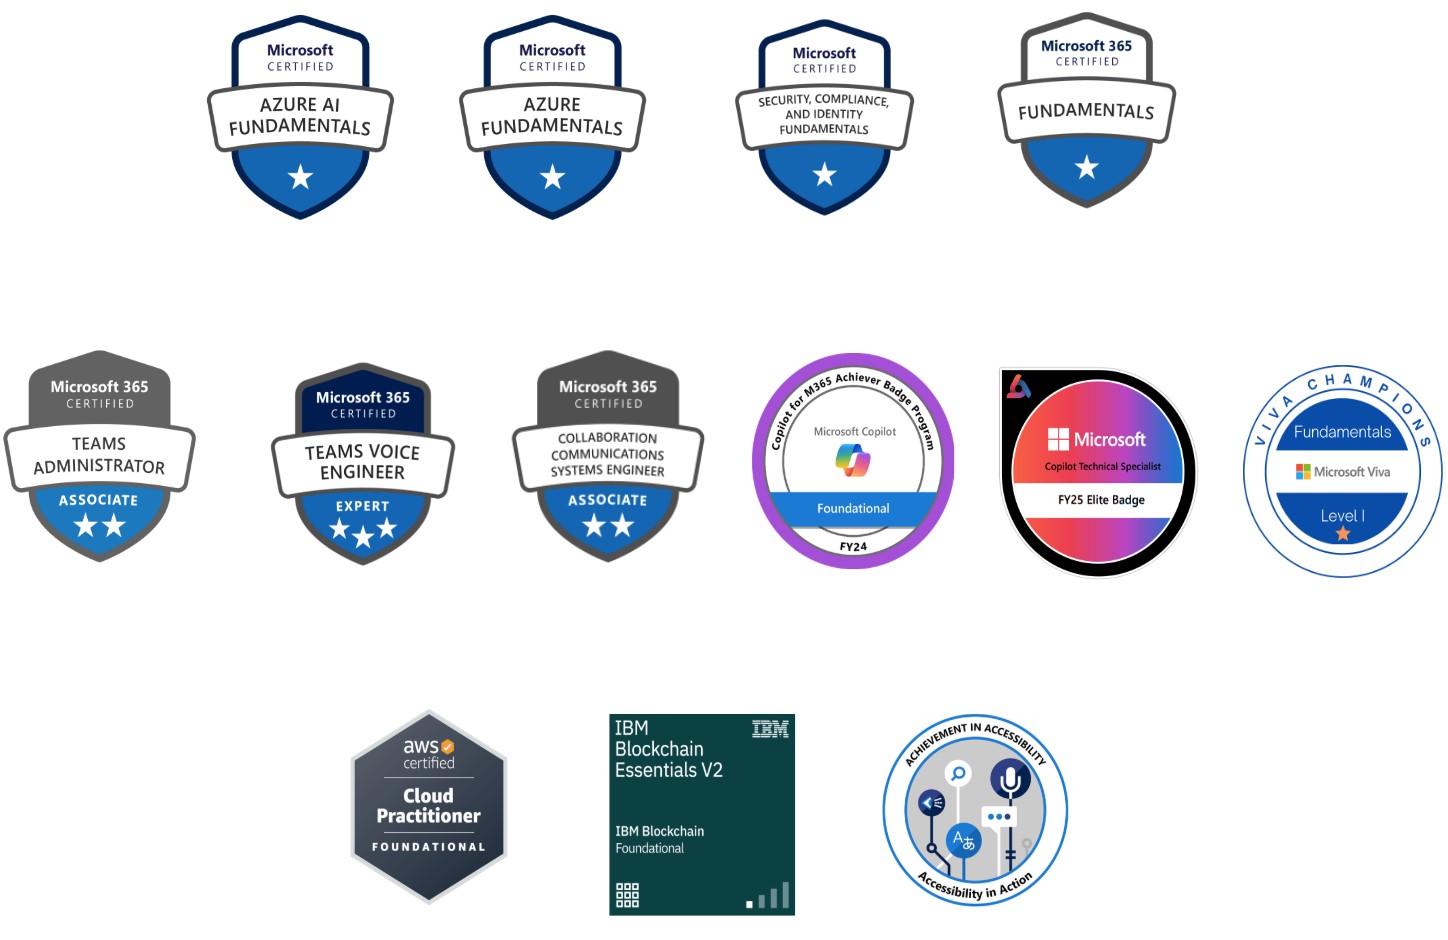 Microsoft
CERTIFIED
AZURE AI
FUNDAMENTALS
Microsoft
CERTIFIED
AZURE
FUNDAMENTALS
Microsoft
CERTIFIED
SECURITY, COMPLIANCE,
AND IDENTITY
FUNDAMENTALS
Microsoft 365
CERTIFIED
FUNDAMENTALS
Microsoft 365
CERTIFIED
TEAMS
ADMINISTRATOR
ASSOCIATE
Microsoft 365
CERTIFIED
TEAMS VOICE
ENGINEER
EXPERT
Microsoft 365
CERTIFIED
COLLABORATION
COMMUNICATIONS
SYSTEMS ENGINEER
ASSOCIATE
Copilot for M365 Achiever Badge Program
Microsoft Copilot
Foundational
FY24
Microsoft
Copilot Technical Specialist
FY25 Elite Badge
VIVA CHAMPIONS
Fundamentals
Microsoft Viva
Level I
aws
certified
Cloud
Practitioner
FOUNDATIONAL
IBM
Blockchain
Essentials V2
IBM
IBM Blockchain
Foundational
ACHIEVEMENT IN ACCESSIBILITY
Aあ
Accessibility in Action